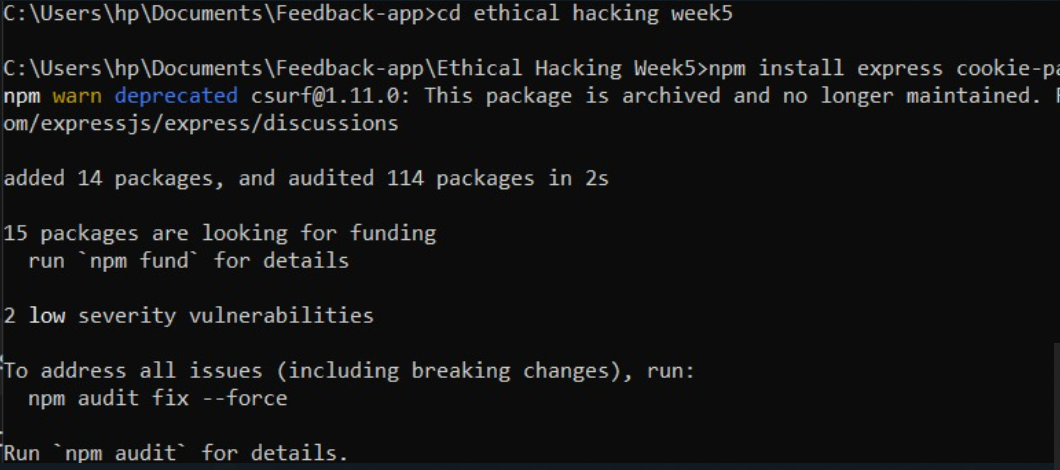 C:\Users\hp\Documents\Feedback-app>cd ethical hacking week5
C:\Users\hp\Documents\Feedback-app\Ethical Hacking Week5>npm install express cookie-pa
npm warn deprecated csurf@1.11.0: This package is archived and no longer maintained.
om/expressjs/express/discussions
added 14 packages, and audited 114 packages in 2s
15 packages are looking for funding
  run `npm fund` for details
2 low severity vulnerabilities
To address all issues (including breaking changes), run:
  npm audit fix --force
Run `npm audit` for details.